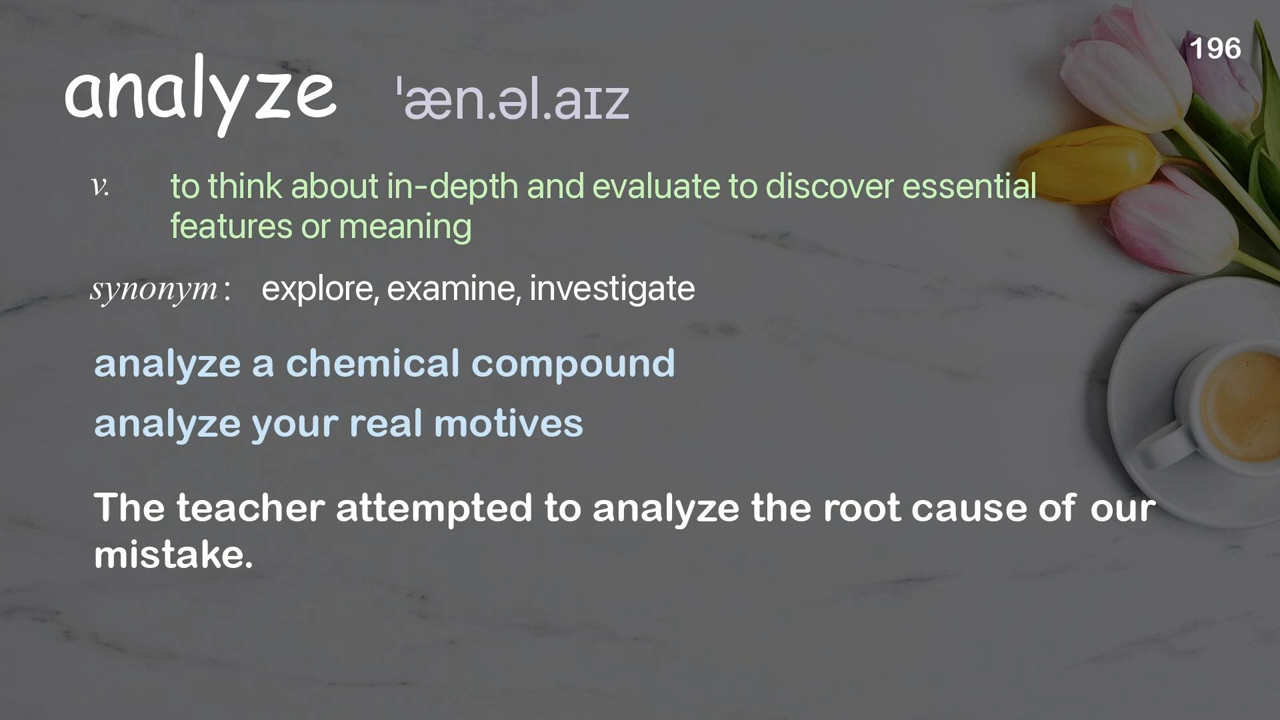 196
analyze ˈæn.əl.aɪz
v. to think about in-depth and evaluate to discover essential
features or meaning
synonym : explore, examine, investigate
analyze a chemical compound
analyze your real motives
The teacher attempted to analyze the root cause of our
mistake.